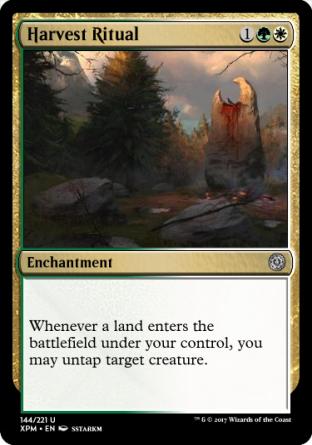 Harvest Ritual 1
Enchantment
Whenever a land enters the
battlefield under your control, you
may untap target creature.
144/221 U
XPM • EN SSTARKM
™ & © 2017 Wizards of the Coast